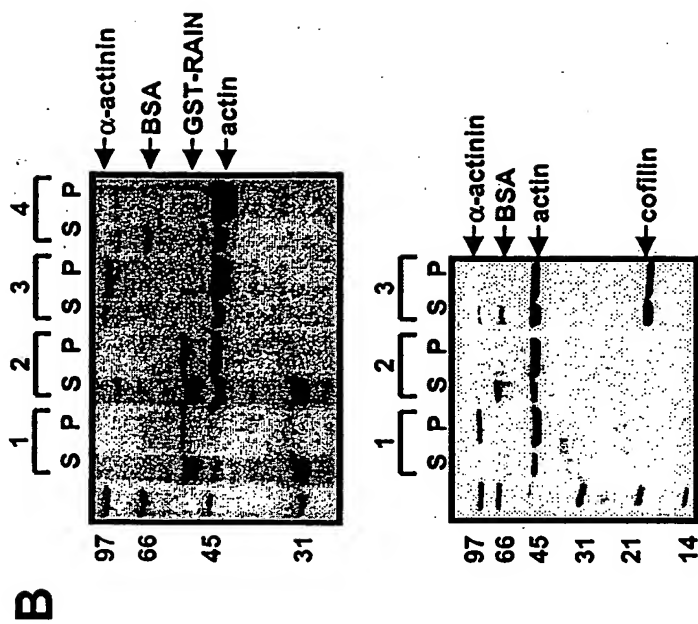 B
1 2 3 4
S P S P S P S P
97
66
45
31
α-actinin
BSA
GST-RAIN
actin
1 2 3
S P S P S P
97
66
45
31
21
14
α-actinin
BSA
actin
cofilin